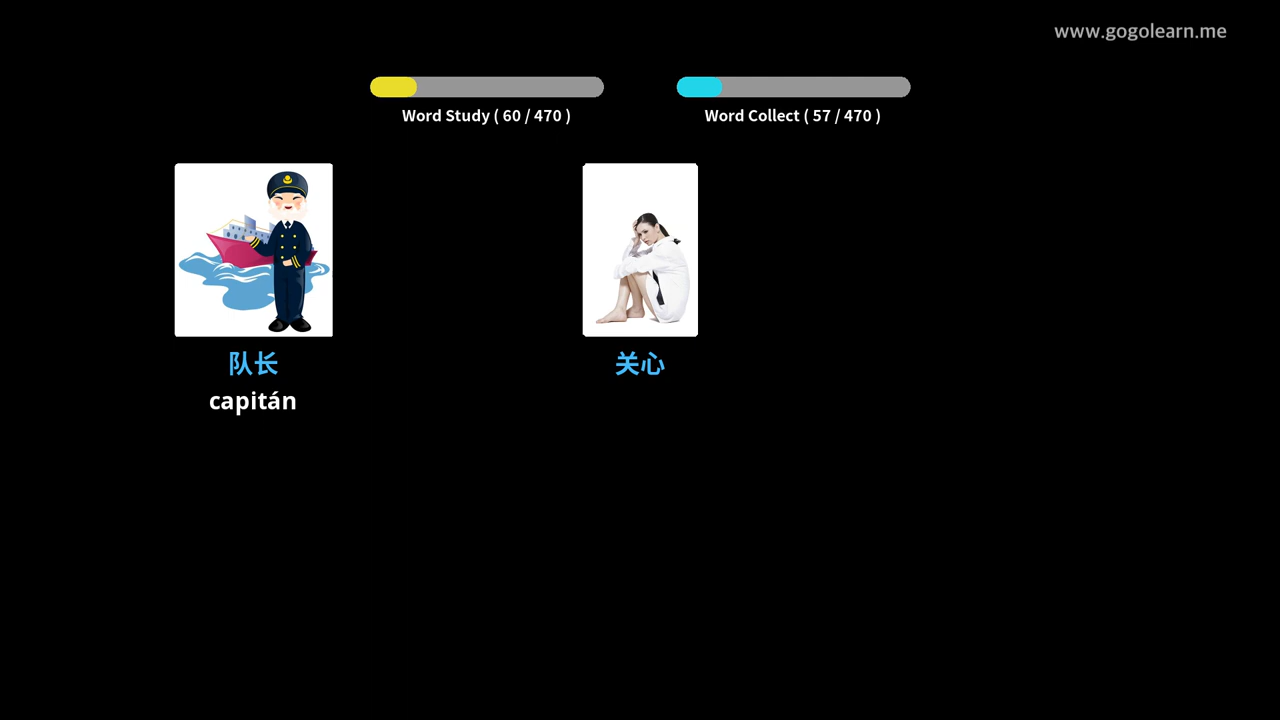 www.gogolearn.me
Word Study ( 60 / 470 )
Word Collect ( 57 / 470 )
队长
capitán
关心